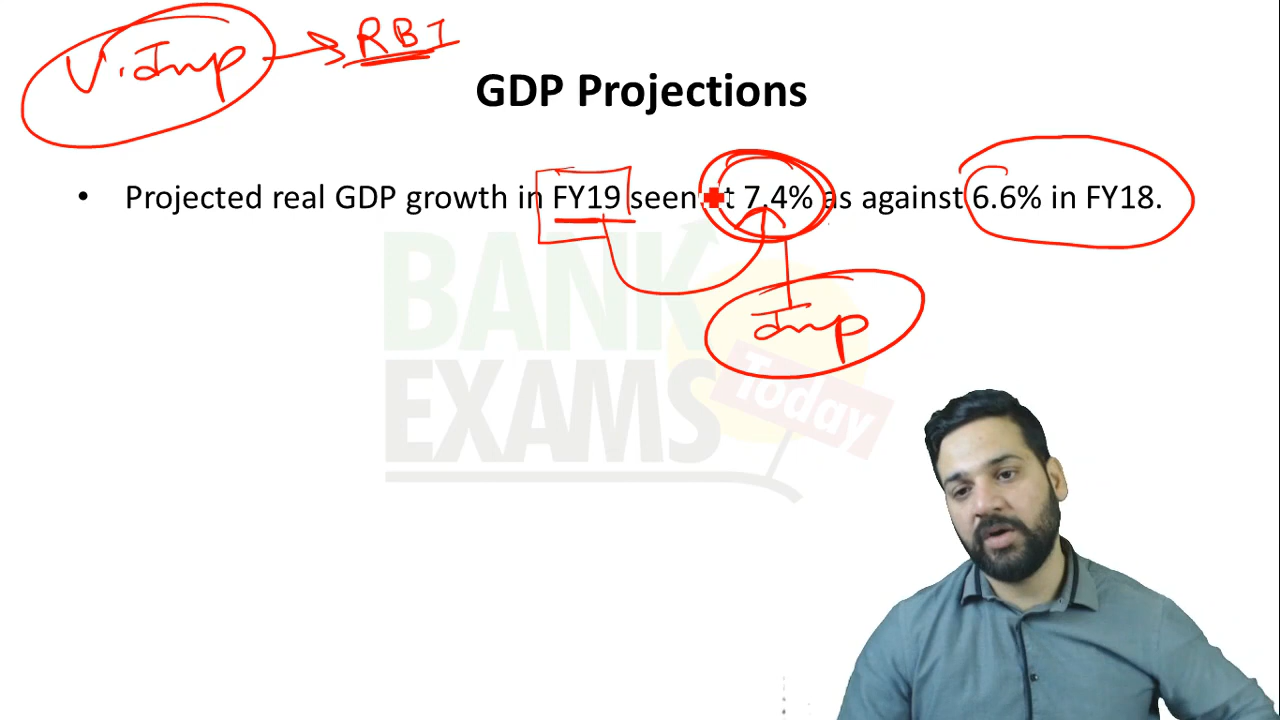 V.Imp → RBI
GDP Projections
• Projected real GDP growth in FY19 seen at 7.4% as against 6.6% in FY18.
Imp
BANK
EXAMS
Today